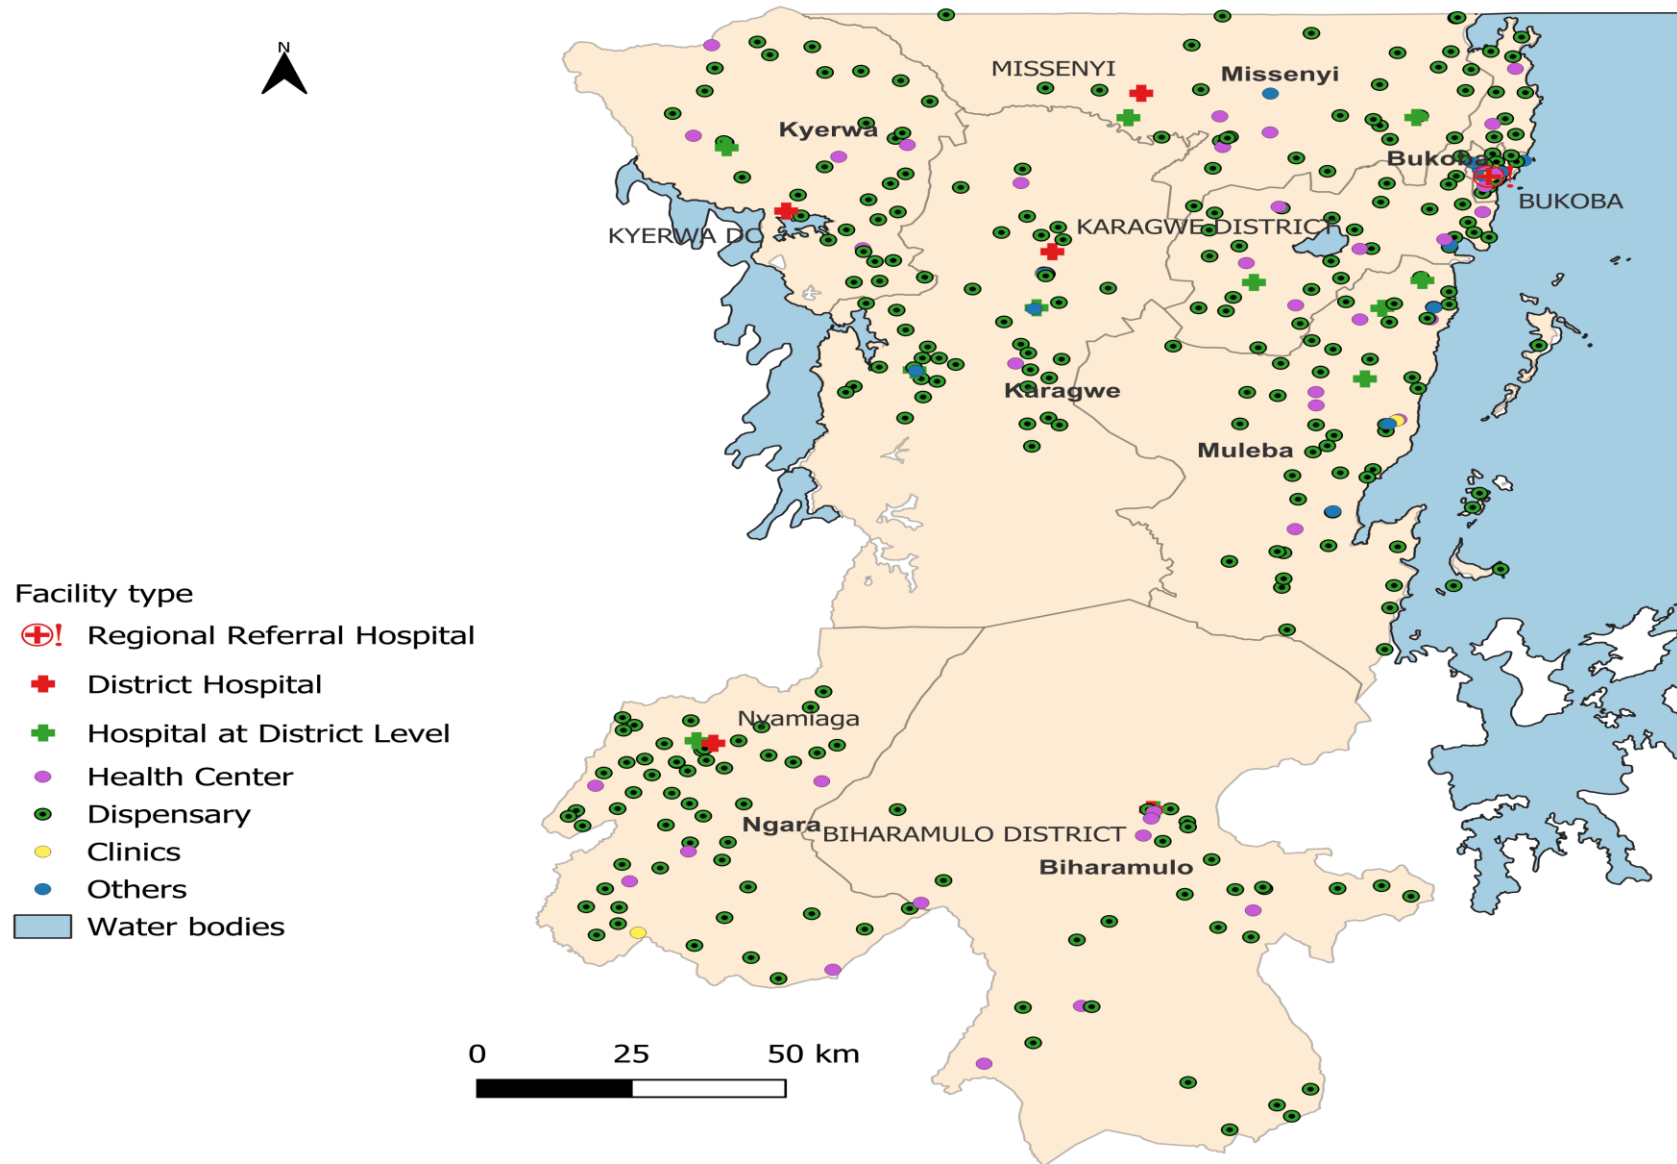 N
MISSENYI
Missenyi
Kyerwa
Bukoba
BUKOBA
KARAGWE DISTRICT
KYERWA DC
Karagwe
Muleba
Facility type
Regional Referral Hospital
District Hospital
Hospital at District Level
Health Center
Dispensary
Clinics
Others
Water bodies
Nyamiaga
Ngara
BIHARAMULO DISTRICT
Biharamulo
0 25 50 km